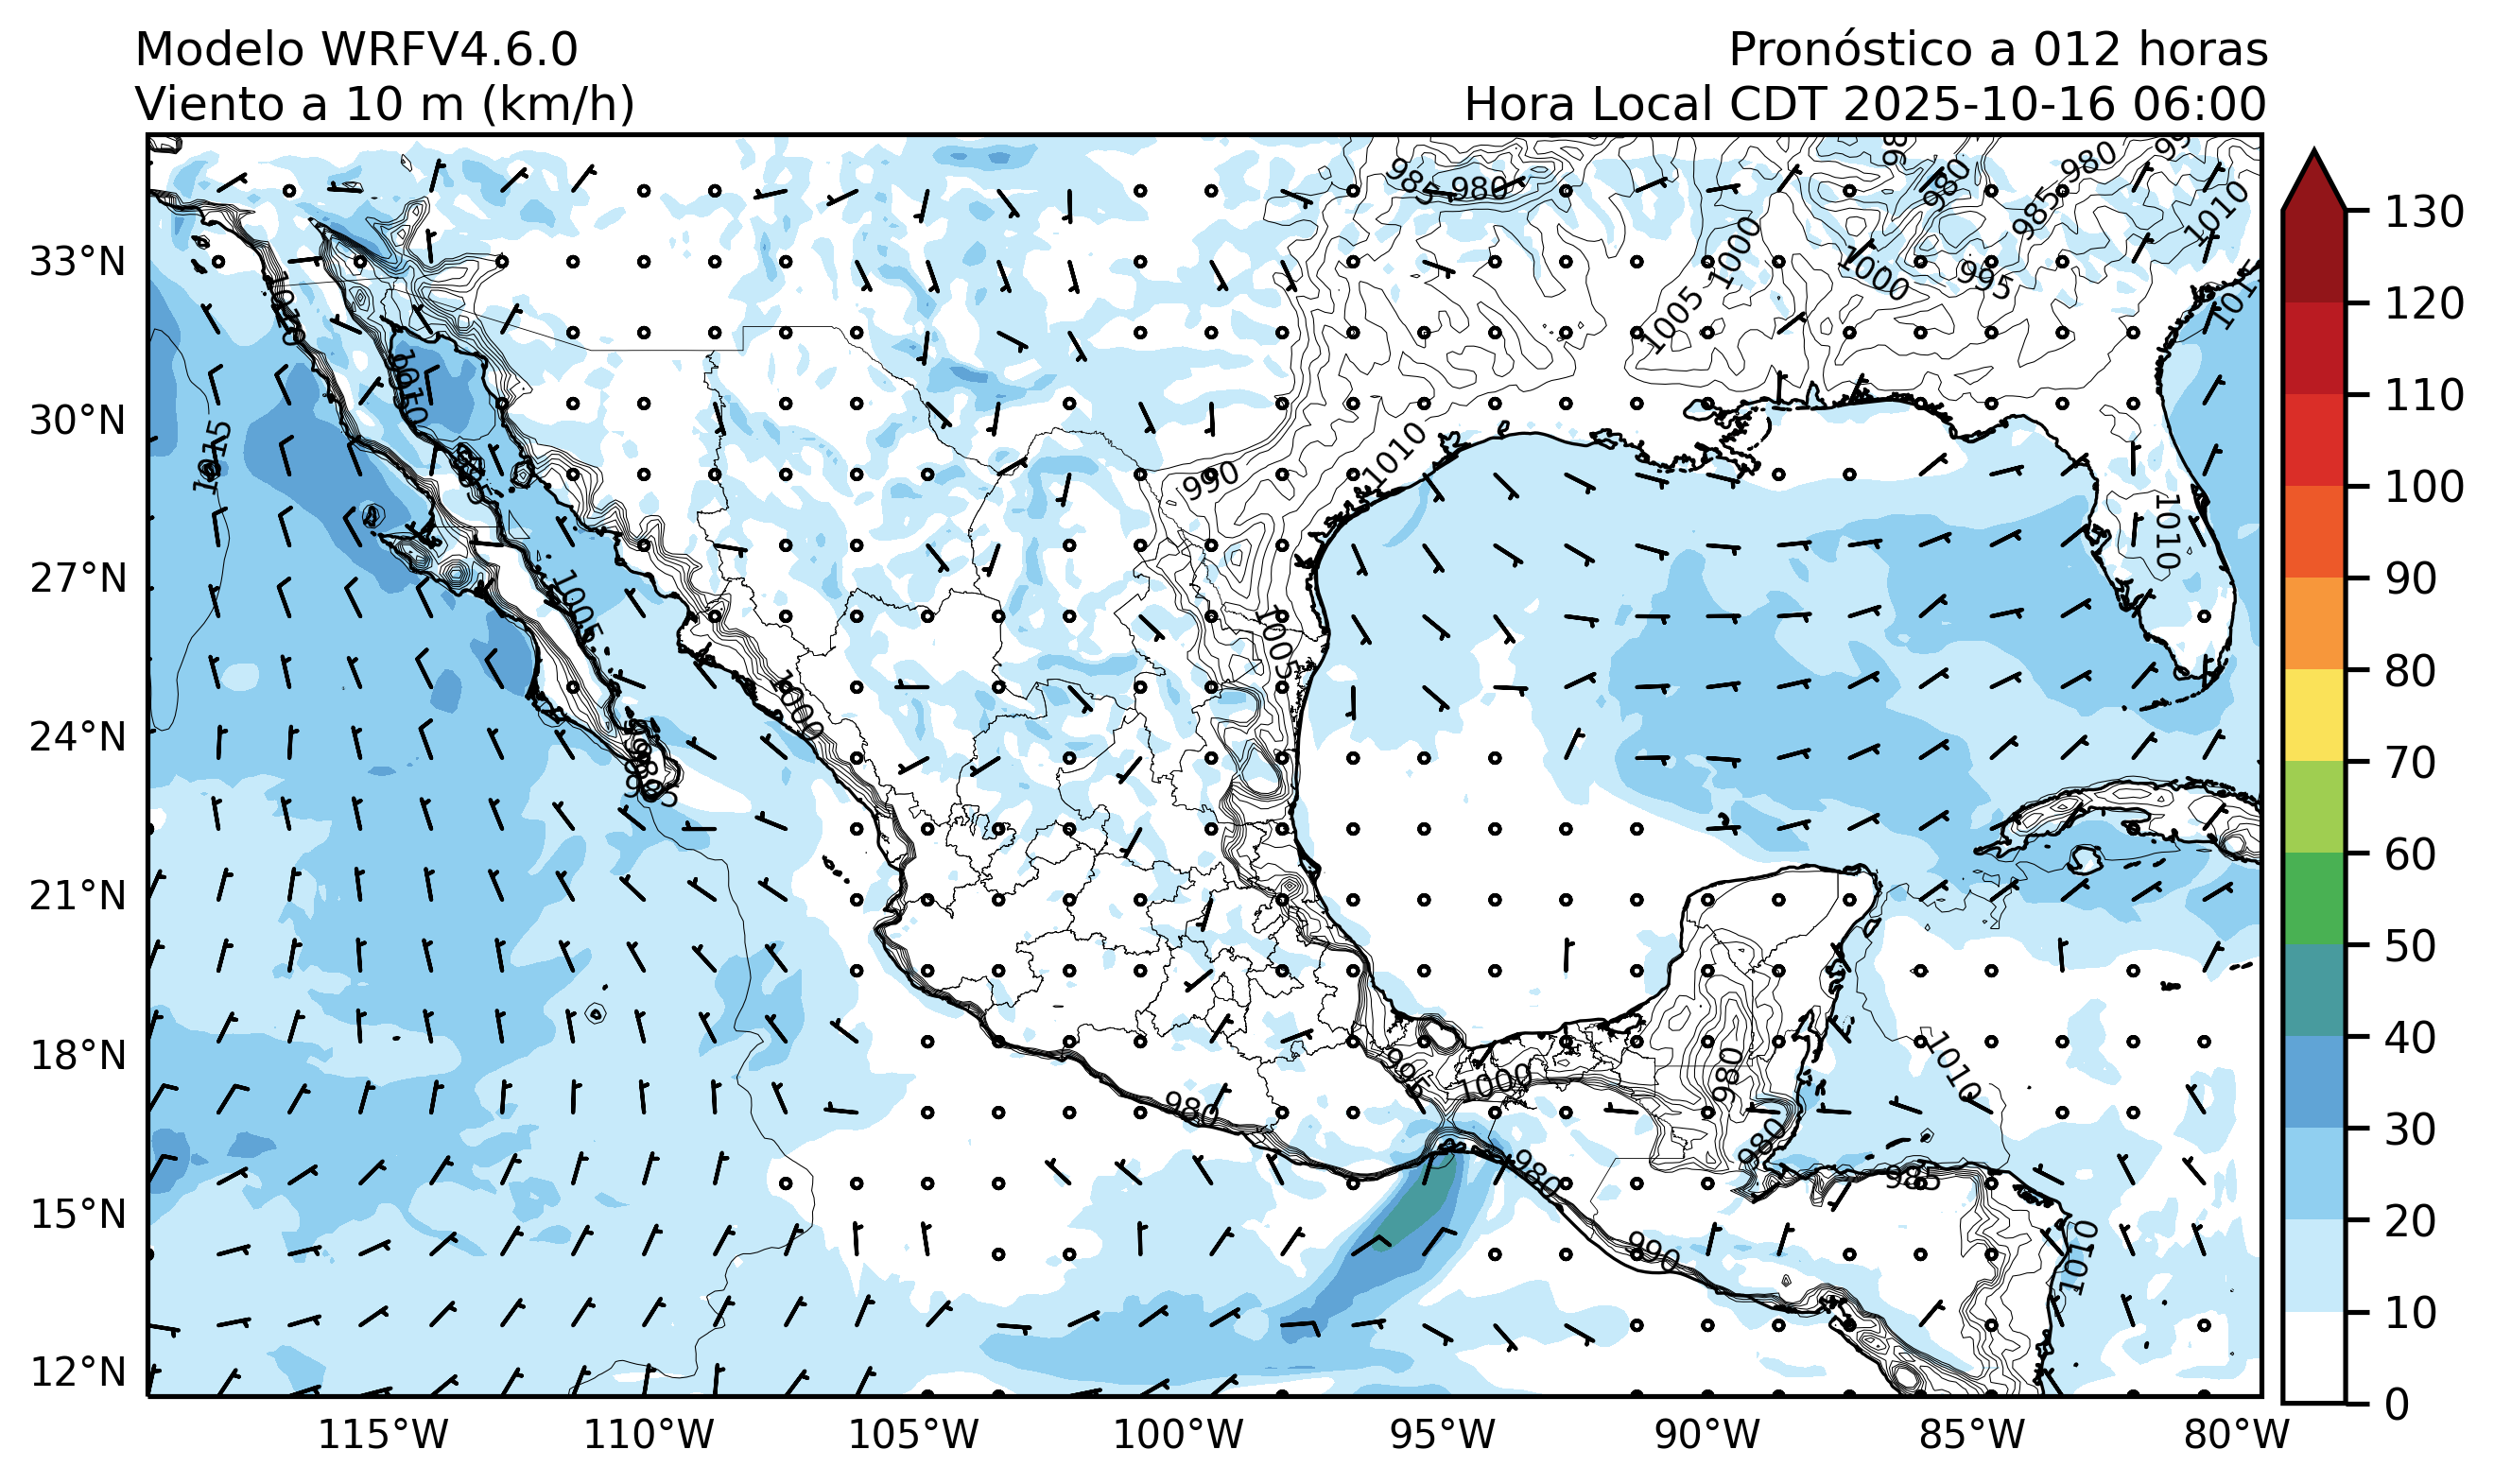 Modelo WRFV4.6.0
Viento a 10 m (km/h)
Pronóstico a 012 horas
Hora Local CDT 2025-10-16 06:00
33°N
30°N
27°N
24°N
21°N
18°N
15°N
12°N
115°W
110°W
105°W
100°W
95°W
90°W
85°W
80°W
130
120
110
100
90
80
70
60
50
40
30
20
10
0
985
980
980
985
980
1010
1000
1000
995
1005
1015
1010
1010
990
1015
1010
1005
1005
1000
1010
995
1000
980
980
980
980
985
990
1010
1010